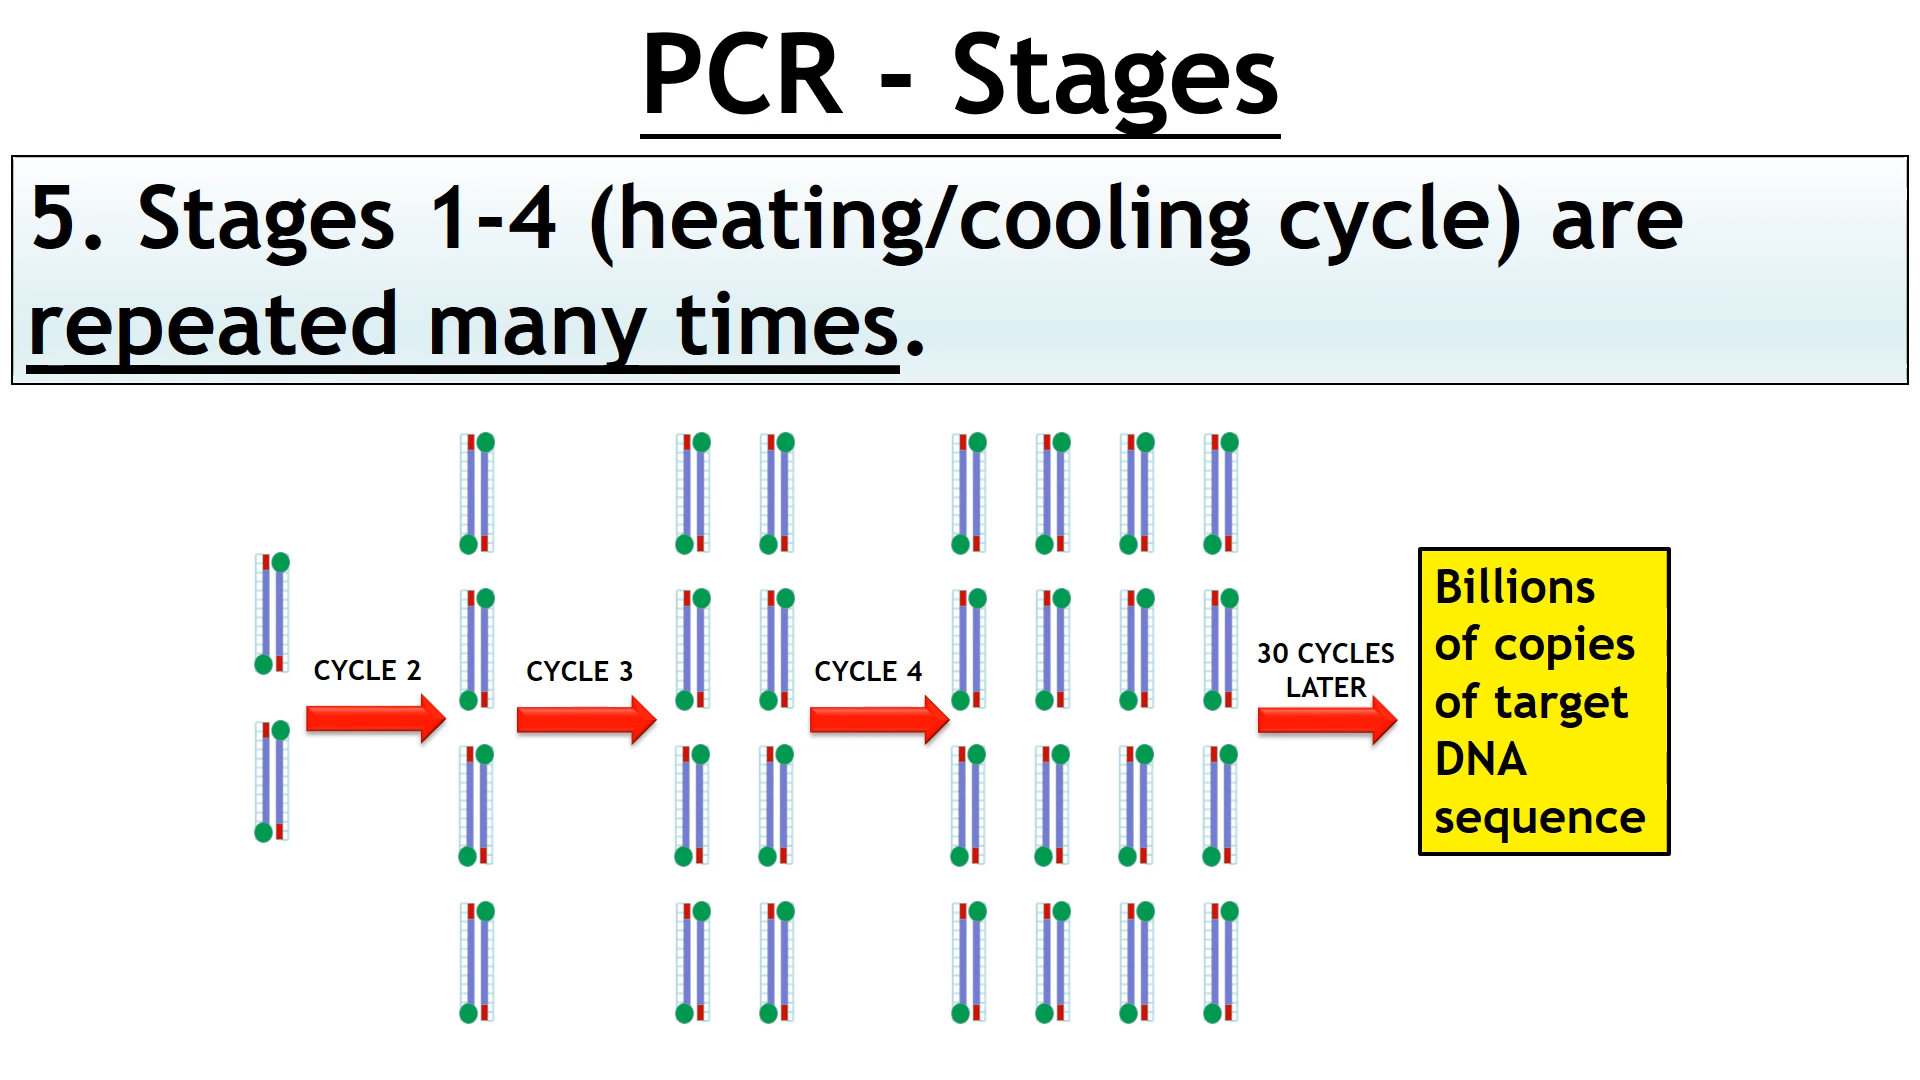 PCR - Stages
5. Stages 1-4 (heating/cooling cycle) are
repeated many times.
CYCLE 2
CYCLE 3
CYCLE 4
30 CYCLES
LATER
Billions
of copies
of target
DNA
sequence